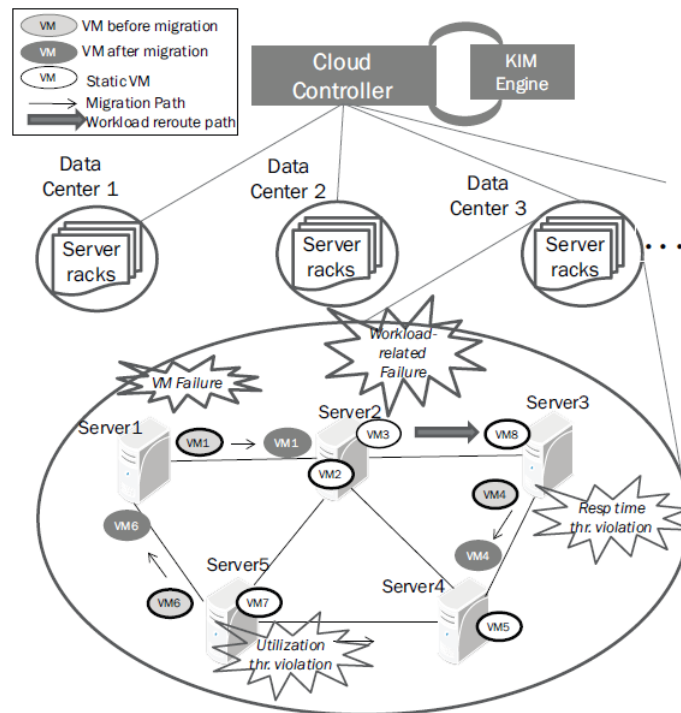 VM VM before migration
VM VM after migration
VM Static VM
Migration Path
Workload reroute path
Cloud
Controller
KIM
Engine
Data
Center 1
Data
Center 2
Data
Center 3
Server
racks
Server
racks
Server
racks
...
Workload-
related
Failure
VM Failure
Server1
Server2
Server3
VM1
VM1
VM3
VM8
VM2
VM4
Resp time
thr. violation
VM6
VM4
Server5
Server4
VM6
VM7
VM5
Utilization
thr. violation